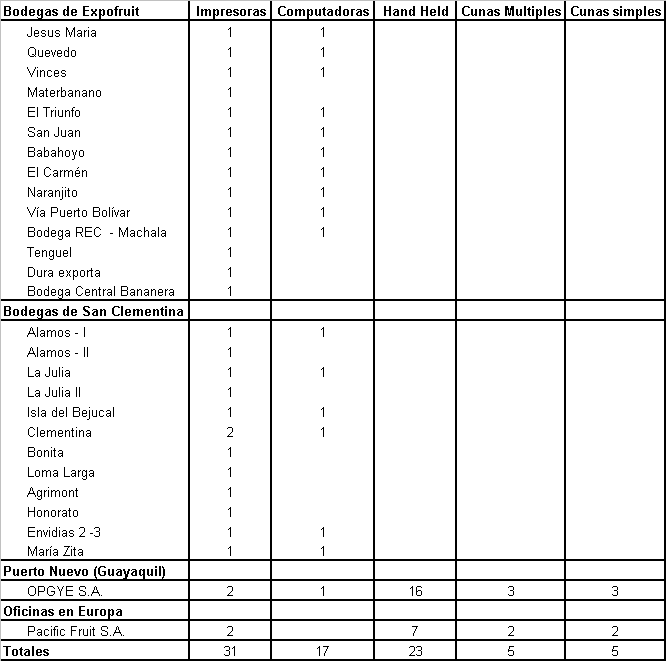 Bodegas de Expofruit Impresoras Computadoras Hand Held Cunas Multiples Cunas simples
Jesus Maria 1 1
Quevedo 1 1
Vinces 1 1
Materbanano 1
El Triunfo 1 1
San Juan 1 1
Babahoyo 1 1
El Carmén 1 1
Naranjito 1 1
Vía Puerto Bolívar 1 1
Bodega REC - Machala 1 1
Tenguel 1
Dura exporta 1
Bodega Central Bananera 1
Bodegas de San Clementina
Alamos - I 1 1
Alamos - II 1
La Julia 1 1
La Julia II 1
Isla del Bejucal 1 1
Clementina 2 1
Bonita 1
Loma Larga 1
Agrimont 1
Honorato 1
Envidias 2 -3 1 1
María Zita 1 1
Puerto Nuevo (Guayaquil)
OPGYE S.A. 2 1 16 3 3
Oficinas en Europa
Pacific Fruit S.A. 2 7 2 2
Totales 31 17 23 5 5